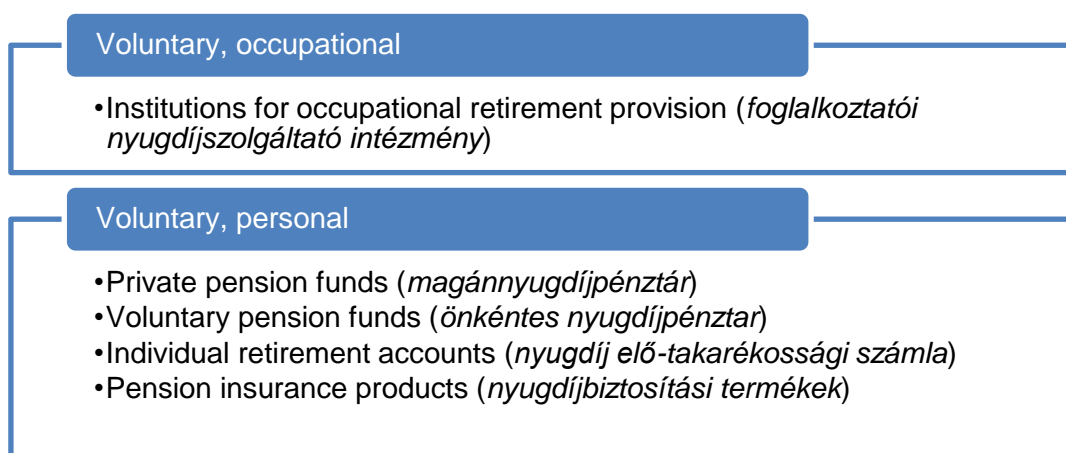 Voluntary, occupational
•Institutions for occupational retirement provision (foglalkoztatói
nyugdíjszolgáltató intézmény)
Voluntary, personal
•Private pension funds (magánnyugdíjpénztár)
•Voluntary pension funds (önkéntes nyugdíjpénztar)
•Individual retirement accounts (nyugdíj elő-takarékossági számla)
•Pension insurance products (nyugdíjbiztosítási termékek)